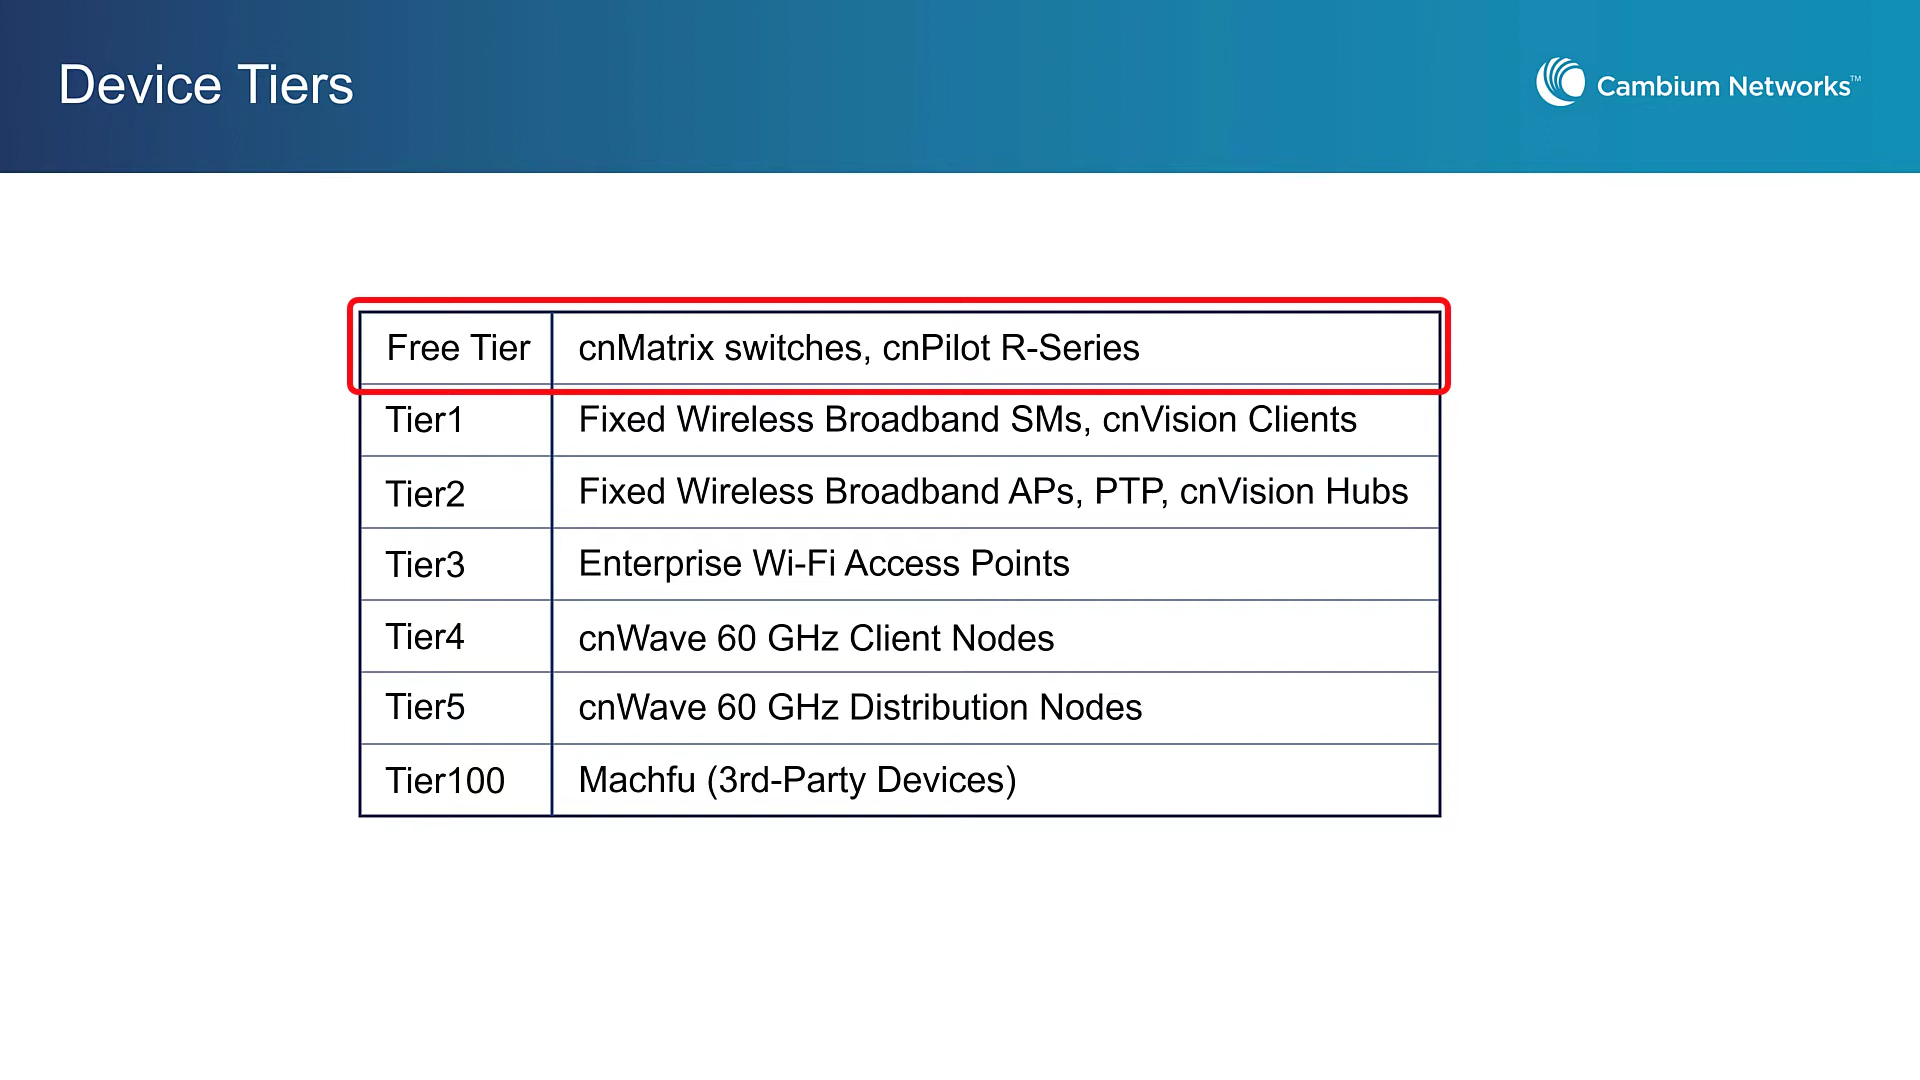 Device Tiers
Cambium Networks™
Free Tier cnMatrix switches, cnPilot R-Series
Tier1 Fixed Wireless Broadband SMs, cnVision Clients
Tier2 Fixed Wireless Broadband APs, PTP, cnVision Hubs
Tier3 Enterprise Wi-Fi Access Points
Tier4 cnWave 60 GHz Client Nodes
Tier5 cnWave 60 GHz Distribution Nodes
Tier100 Machfu (3rd-Party Devices)